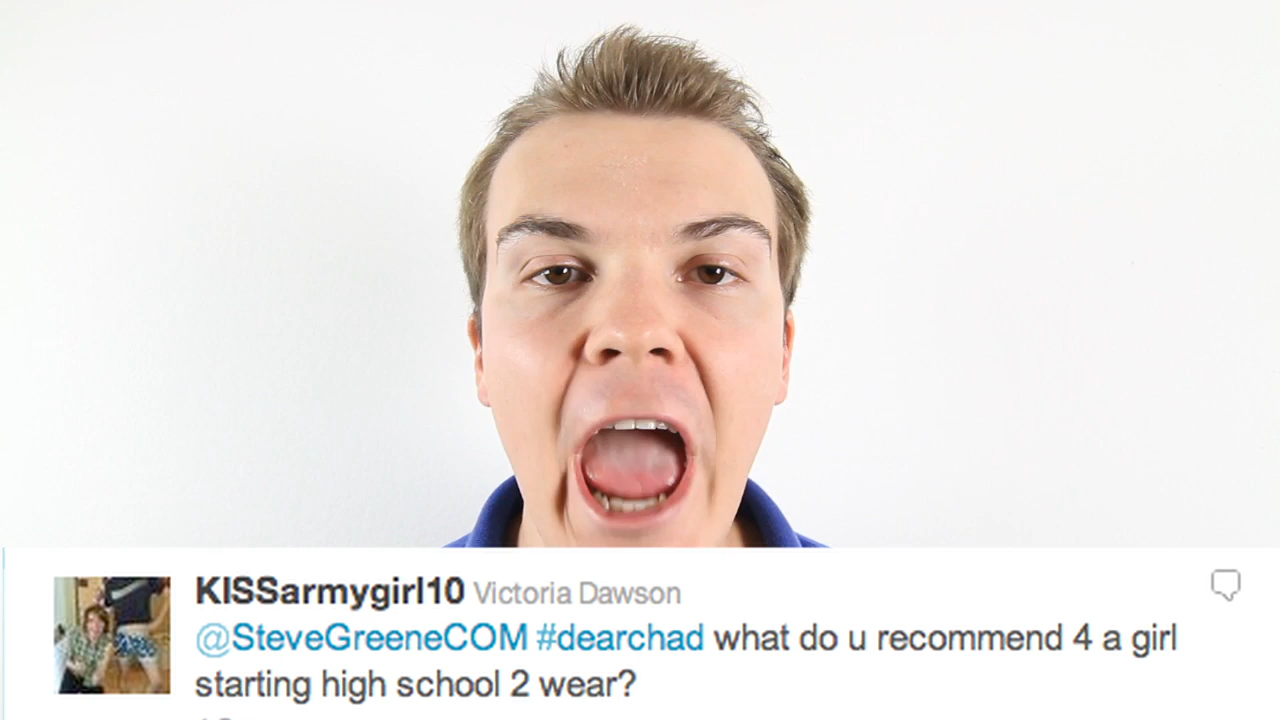 KISSarmygirl10 Victoria Dawson
@SteveGreeneCOM #dearchad what do u recommend 4 a girl
starting high school 2 wear?